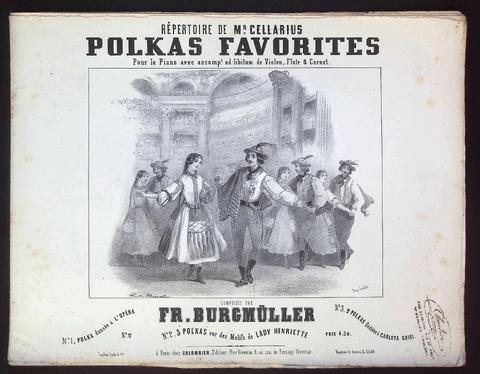 RÉPERTOIRE DE Mr. CELLARIUS
POLKAS FAVORITES
Pour le Piano avec accompt. ad-libitum de Violon, Flute & Cornet.
COMPOSÉES PAR
FR. BURGMÜLLER
No. 1, POLKA dansée à L'OPÉRA
No. 2, 3 POLKAS sur des Motifs de LADY HENRIETTE
No. 3, 2 POLKAS Dédiées à CARLOTA GRISI.
PRIX 4.50.
à Paris chez COLOMBIER, Editeur, Rue Vivienne, 6, au coin du Passage Vivienne.